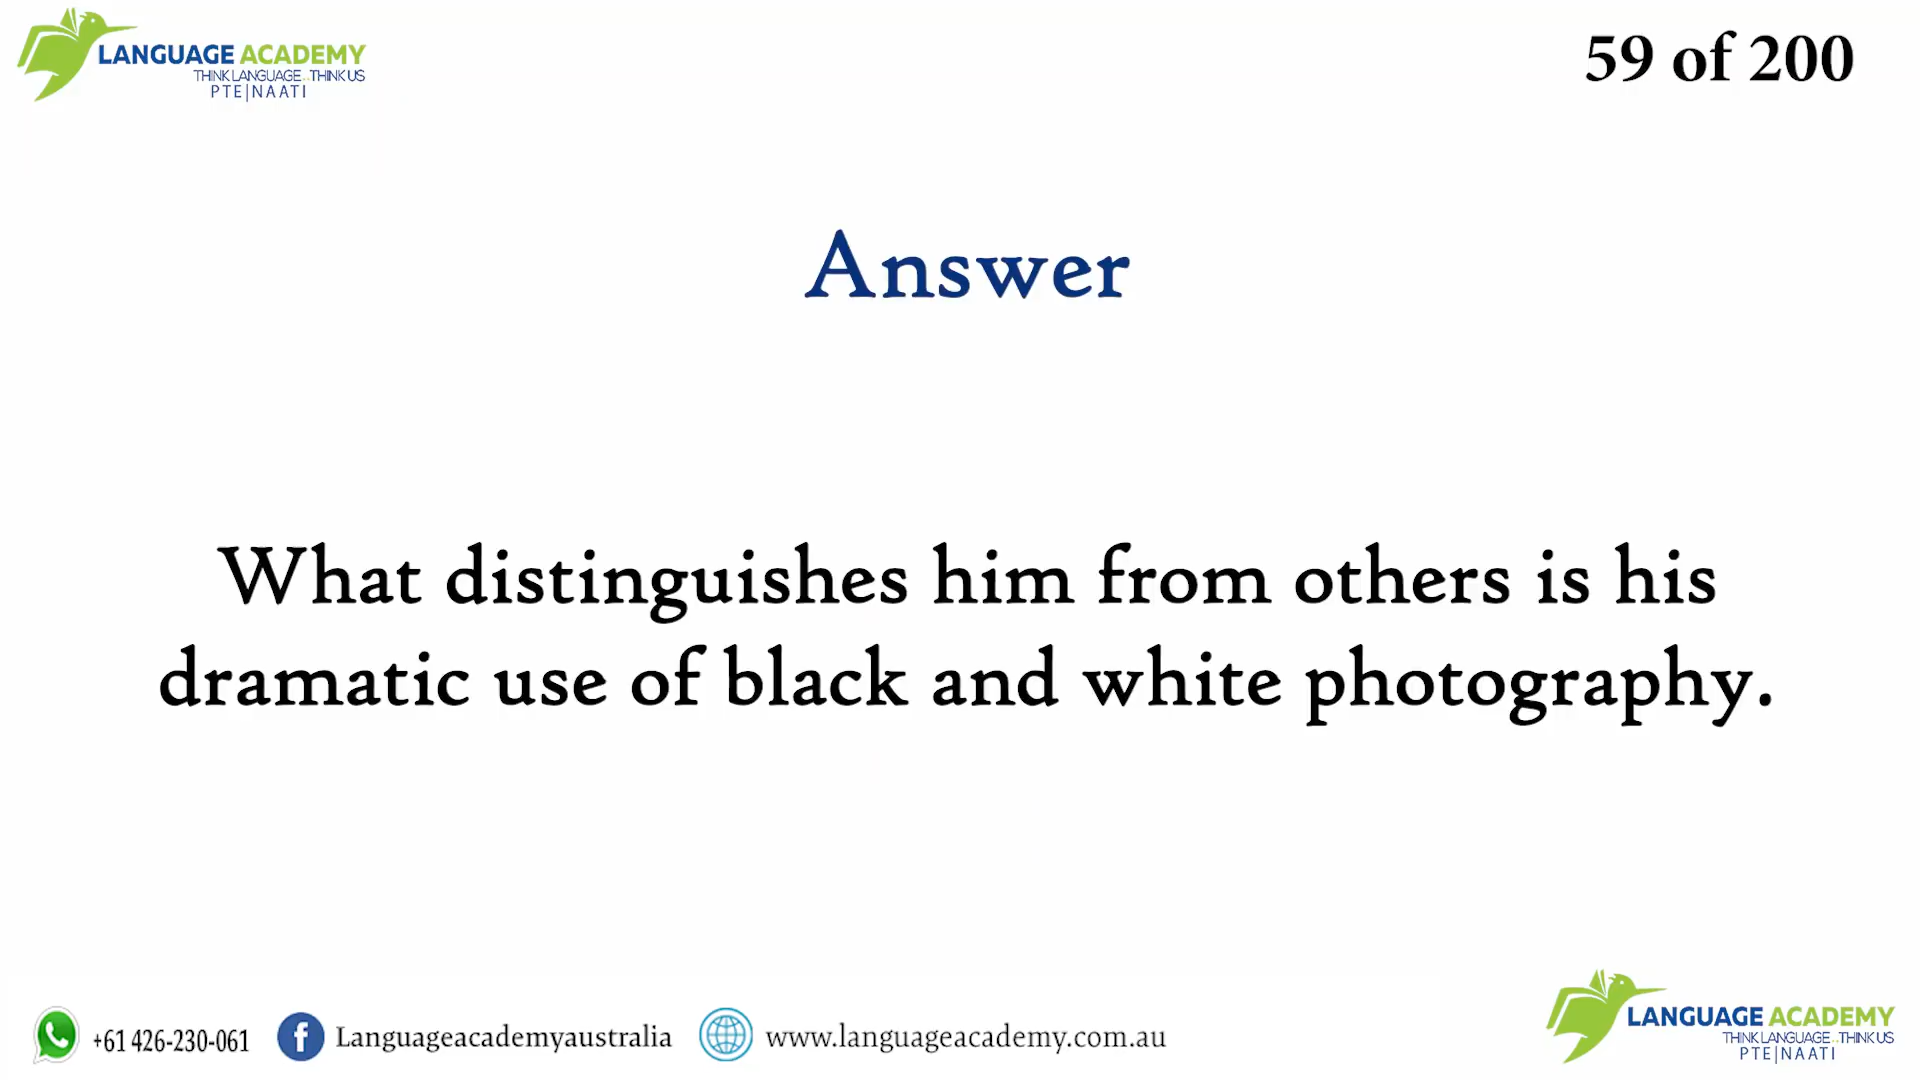 LANGUAGE ACADEMY
THINK LANGUAGE..THINK US
PTE|NAATI
59 of 200
Answer
What distinguishes him from others is his
dramatic use of black and white photography.
+61 426-230-061
Languageacademyaustralia
www.languageacademy.com.au
LANGUAGE ACADEMY
THINK LANGUAGE..THINK US
PTE|NAATI